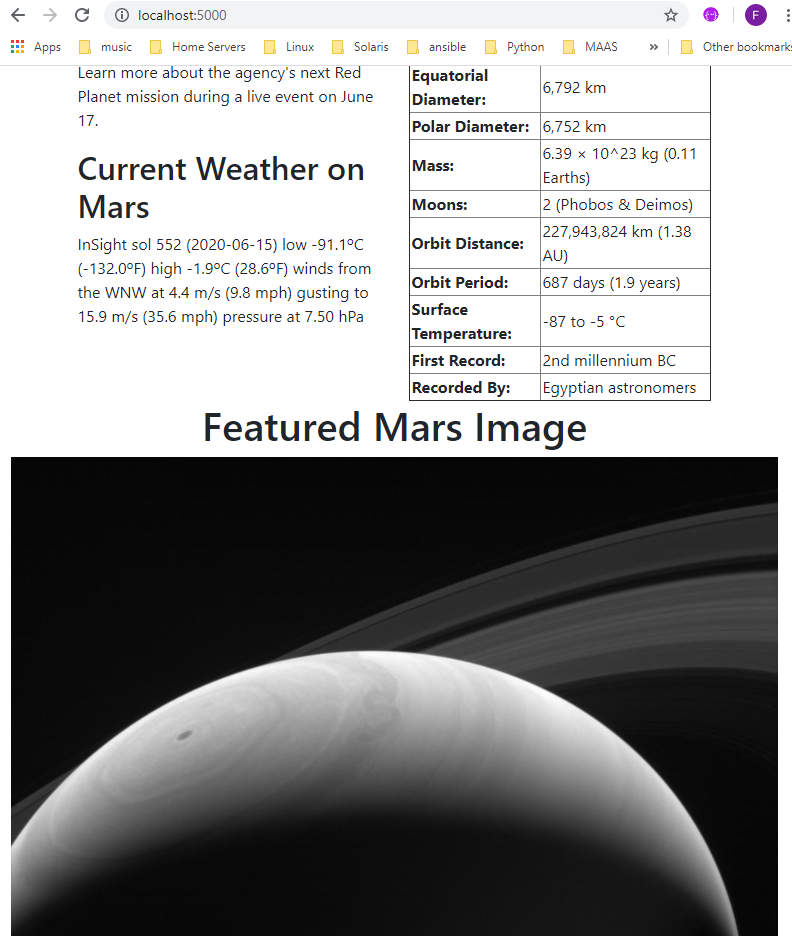 localhost:5000
F
Apps music Home Servers Linux Solaris ansible Python MAAS » Other bookmarks
Learn more about the agency's next Red
Planet mission during a live event on June
17.
Current Weather on
Mars
InSight sol 552 (2020-06-15) low -91.1ºC
(-132.0ºF) high -1.9ºC (28.6ºF) winds from
the WNW at 4.4 m/s (9.8 mph) gusting to
15.9 m/s (35.6 mph) pressure at 7.50 hPa
Equatorial
Diameter:
6,792 km
Polar Diameter: 6,752 km
Mass:
6.39 × 10^23 kg (0.11
Earths)
Moons: 2 (Phobos & Deimos)
Orbit Distance:
227,943,824 km (1.38
AU)
Orbit Period: 687 days (1.9 years)
Surface
Temperature:
-87 to -5 °C
First Record: 2nd millennium BC
Recorded By: Egyptian astronomers
Featured Mars Image